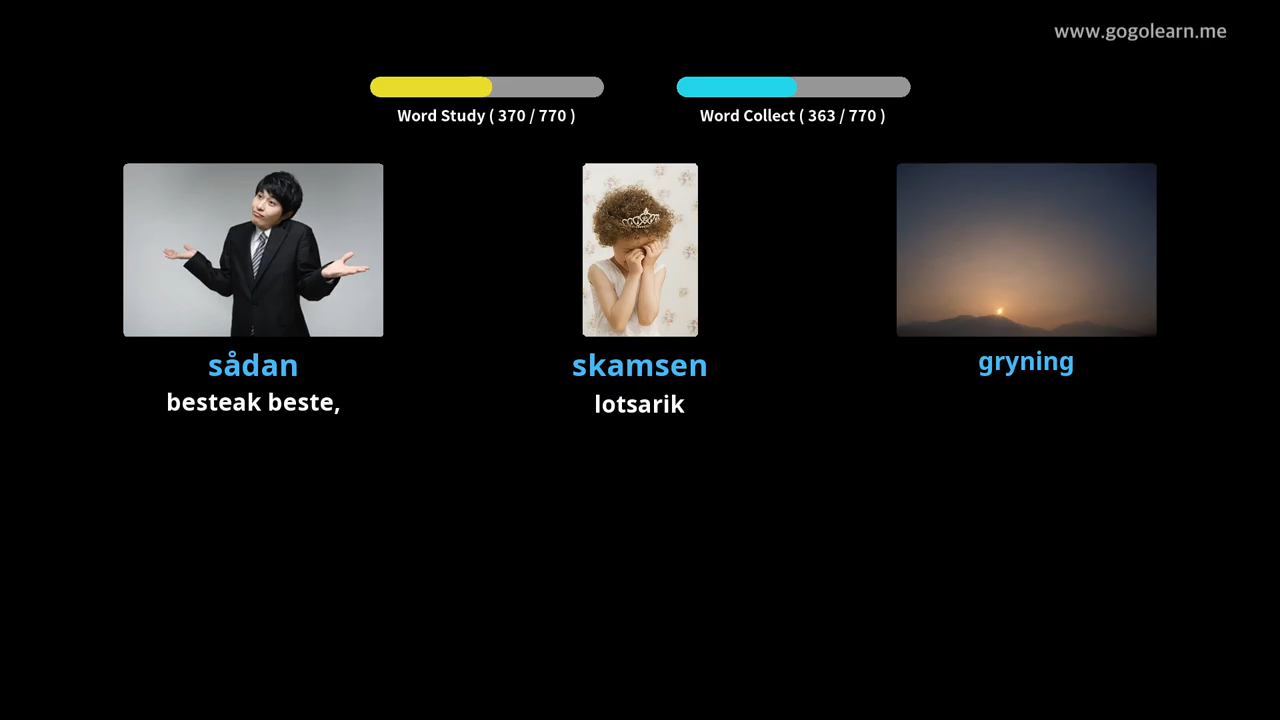 www.gogolearn.me
Word Study ( 370 / 770 )
Word Collect ( 363 / 770 )
sådan
skamsen
gryning
besteak beste,
lotsarik